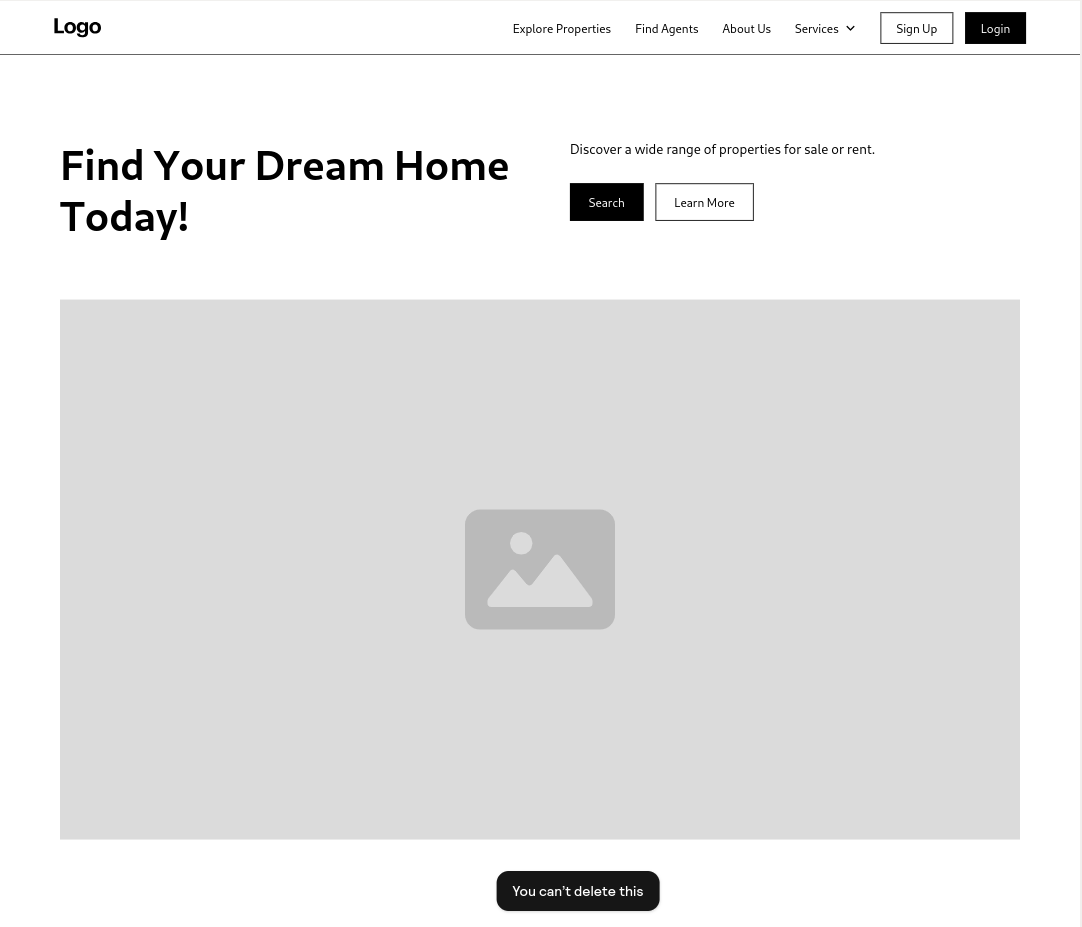 Logo
Explore Properties
Find Agents
About Us
Services
Sign Up
Login
Find Your Dream Home
Today!
Discover a wide range of properties for sale or rent.
Search
Learn More
You can't delete this